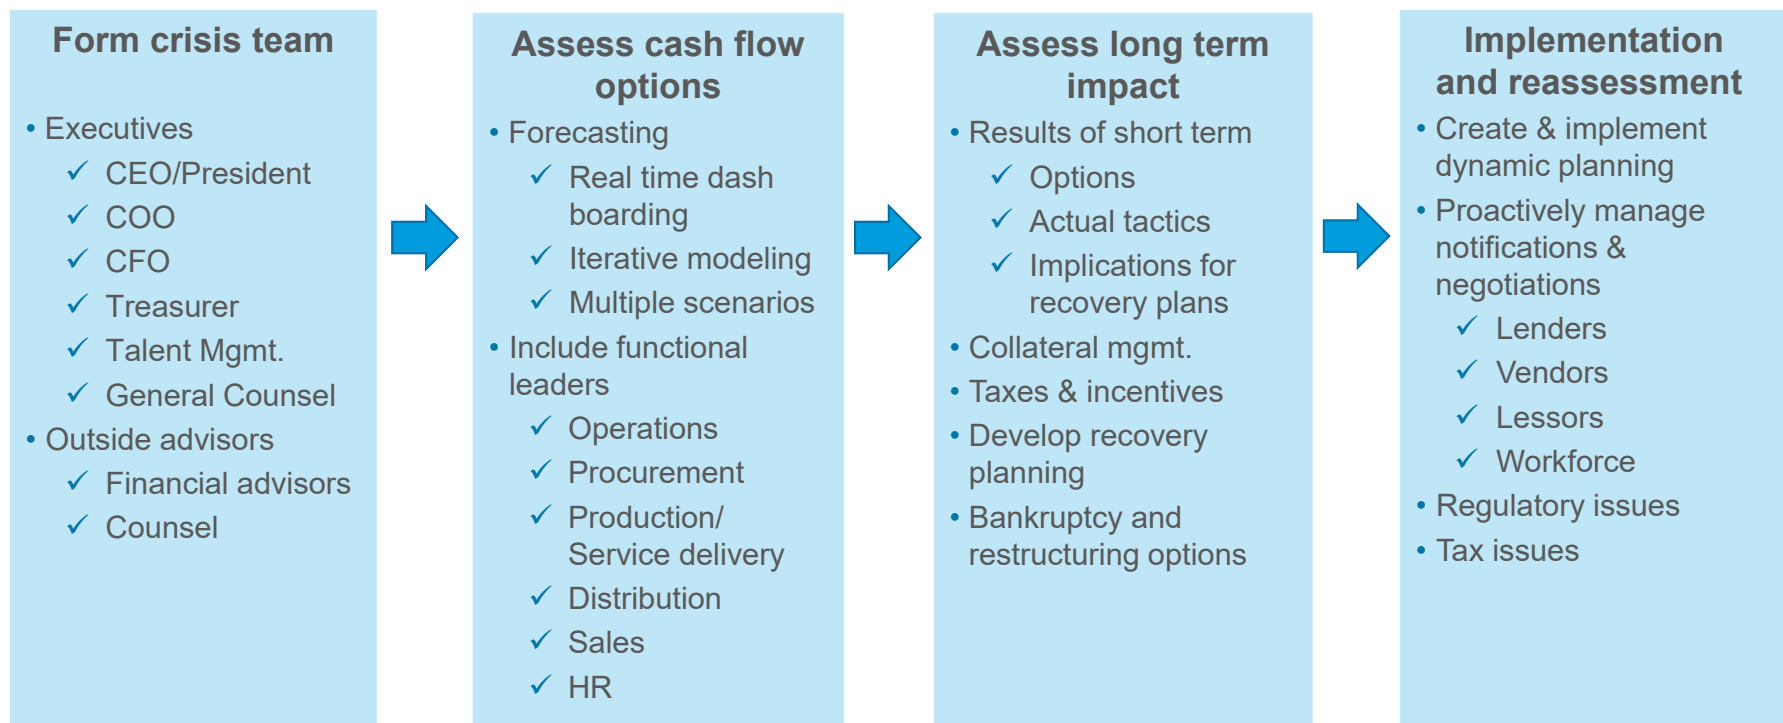 Form crisis team
• Executives
✓ CEO/President
✓ COO
✓ CFO
✓ Treasurer
✓ Talent Mgmt.
✓ General Counsel
• Outside advisors
✓ Financial advisors
✓ Counsel
Assess cash flow
options
• Forecasting
✓ Real time dash
boarding
✓ Iterative modeling
✓ Multiple scenarios
• Include functional
leaders
✓ Operations
✓ Procurement
✓ Production/
Service delivery
✓ Distribution
✓ Sales
✓ HR
Assess long term
impact
• Results of short term
✓ Options
✓ Actual tactics
✓ Implications for
recovery plans
• Collateral mgmt.
• Taxes & incentives
• Develop recovery
planning
• Bankruptcy and
restructuring options
Implementation
and reassessment
• Create & implement
dynamic planning
• Proactively manage
notifications &
negotiations
✓ Lenders
✓ Vendors
✓ Lessors
✓ Workforce
• Regulatory issues
• Tax issues